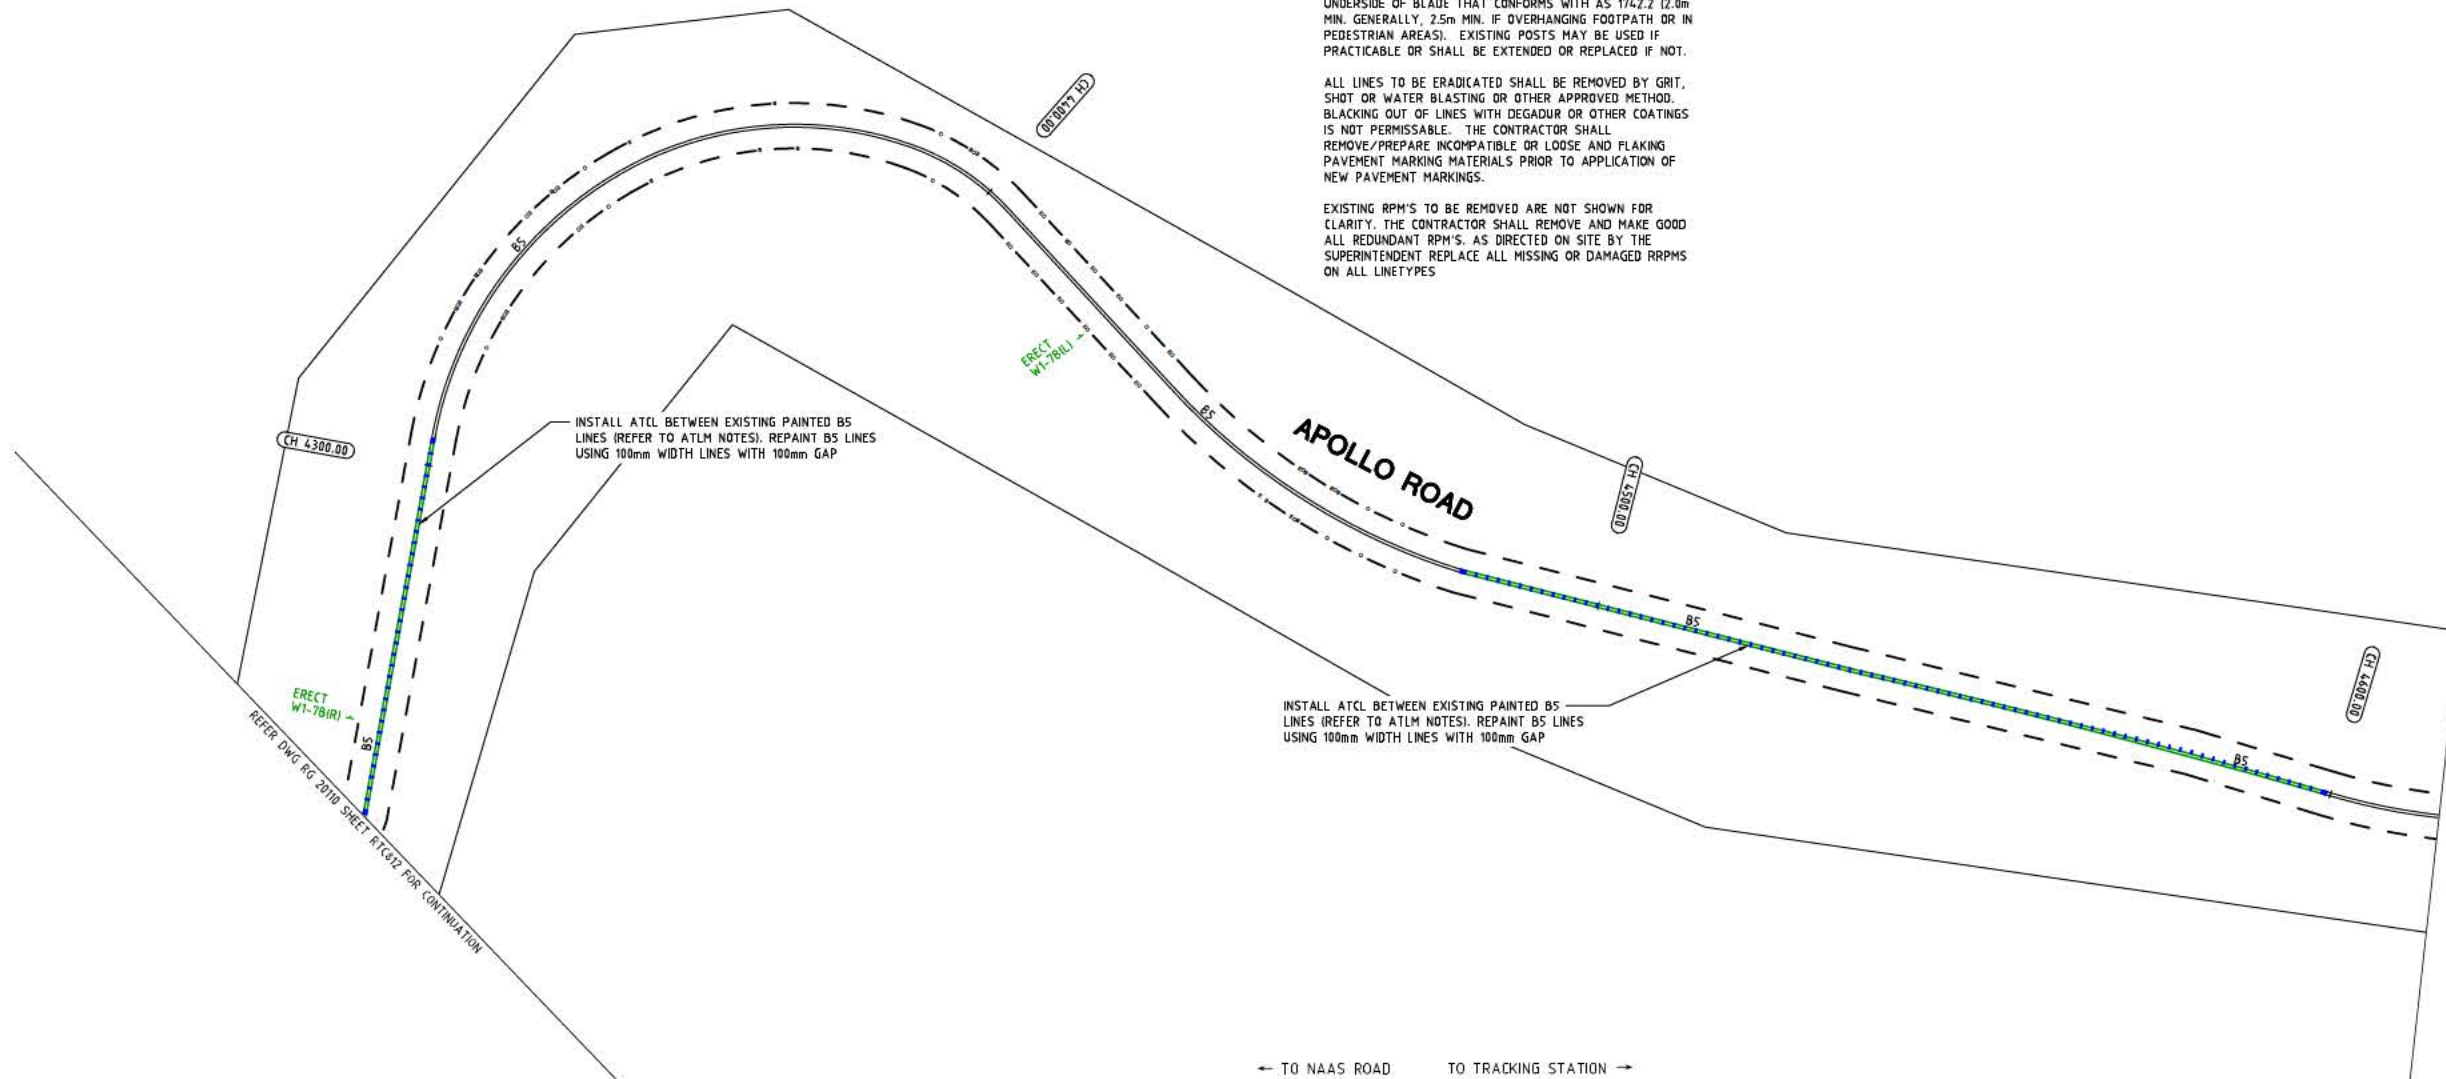 UNDERSIDE OF BLADE THAT CONFORMS WITH AS 1742.2 (2.0m
MIN. GENERALLY, 2.5m MIN. IF OVERHANGING FOOTPATH OR IN
PEDESTRIAN AREAS). EXISTING POSTS MAY BE USED IF
PRACTICABLE OR SHALL BE EXTENDED OR REPLACED IF NOT.
ALL LINES TO BE ERADICATED SHALL BE REMOVED BY GRIT,
SHOT OR WATER BLASTING OR OTHER APPROVED METHOD.
BLACKING OUT OF LINES WITH DEGADUR OR OTHER COATINGS
IS NOT PERMISSABLE. THE CONTRACTOR SHALL
REMOVE/PREPARE INCOMPATIBLE OR LOOSE AND FLAKING
PAVEMENT MARKING MATERIALS PRIOR TO APPLICATION OF
NEW PAVEMENT MARKINGS.
EXISTING RPM'S TO BE REMOVED ARE NOT SHOWN FOR
CLARITY. THE CONTRACTOR SHALL REMOVE AND MAKE GOOD
ALL REDUNDANT RPM'S. AS DIRECTED ON SITE BY THE
SUPERINTENDENT REPLACE ALL MISSING OR DAMAGED RRPMS
ON ALL LINETYPES
CH 4400.00
B5
ERECT
W1-7B(L)
CH 4300.00
INSTALL ATCL BETWEEN EXISTING PAINTED B5
LINES (REFER TO ATLM NOTES). REPAINT B5 LINES
USING 100mm WIDTH LINES WITH 100mm GAP
B5
APOLLO ROAD
CH 4500.00
B5
CH 4600.00
ERECT
W1-7B(R)
B5
INSTALL ATCL BETWEEN EXISTING PAINTED B5
LINES (REFER TO ATLM NOTES). REPAINT B5 LINES
USING 100mm WIDTH LINES WITH 100mm GAP
B5
REFER DWG RG 20110 SHEET RTC612 FOR CONTINUATION
← TO NAAS ROAD
TO TRACKING STATION →